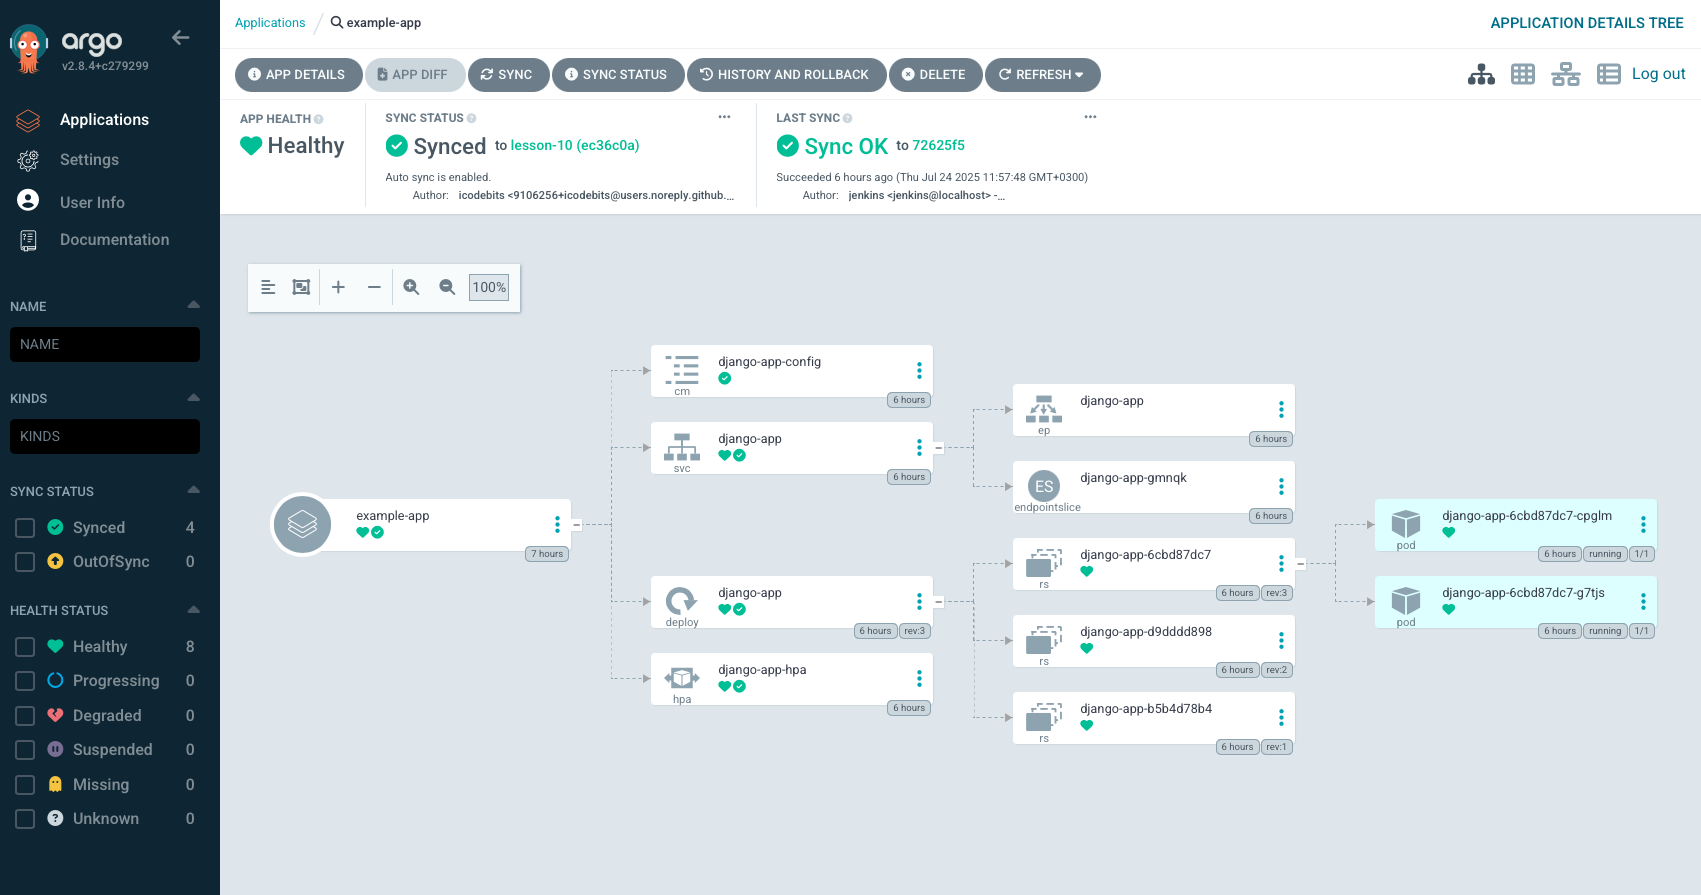 argo
v2.8.4+c279299
Applications
Settings
User Info
Documentation
NAME
NAME
KINDS
KINDS
SYNC STATUS
Synced 4
OutOfSync 0
HEALTH STATUS
Healthy 8
Progressing 0
Degraded 0
Suspended 0
Missing 0
Unknown 0
Applications / example-app
APPLICATION DETAILS TREE
APP DETAILS
APP DIFF
SYNC
SYNC STATUS
HISTORY AND ROLLBACK
DELETE
REFRESH
Log out
APP HEALTH
Healthy
SYNC STATUS
Synced to lesson-10 (ec36c0a)
Auto sync is enabled.
Author: icodebits <9106256+icodebits@users.noreply.github....
LAST SYNC
Sync OK to 72625f5
Succeeded 6 hours ago (Thu Jul 24 2025 11:57:48 GMT+0300)
Author: jenkins <jenkins@localhost> -...
100%
example-app
7 hours
django-app-config
cm
6 hours
django-app
svc
6 hours
django-app
deploy
6 hours rev:3
django-app-hpa
hpa
6 hours
django-app
ep
6 hours
ES
django-app-gmnqk
endpointslice
6 hours
django-app-6cbd87dc7
rs
6 hours rev:3
django-app-d9dddd898
rs
6 hours rev:2
django-app-b5b4d78b4
rs
6 hours rev:1
django-app-6cbd87dc7-cpglm
pod
6 hours running 1/1
django-app-6cbd87dc7-g7tjs
pod
6 hours running 1/1